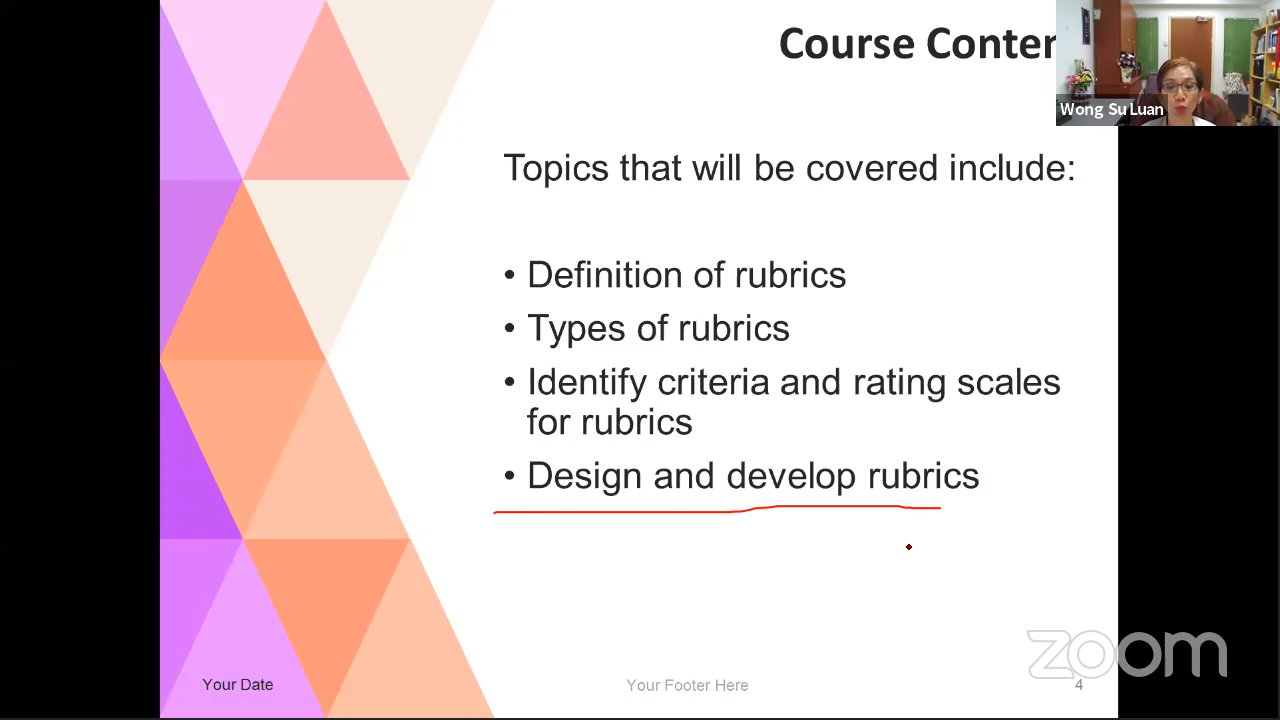 Course Conten
Wong Su Luan
Topics that will be covered include:
• Definition of rubrics
• Types of rubrics
• Identify criteria and rating scales
for rubrics
• Design and develop rubrics
zoom
Your Date
Your Footer Here
4